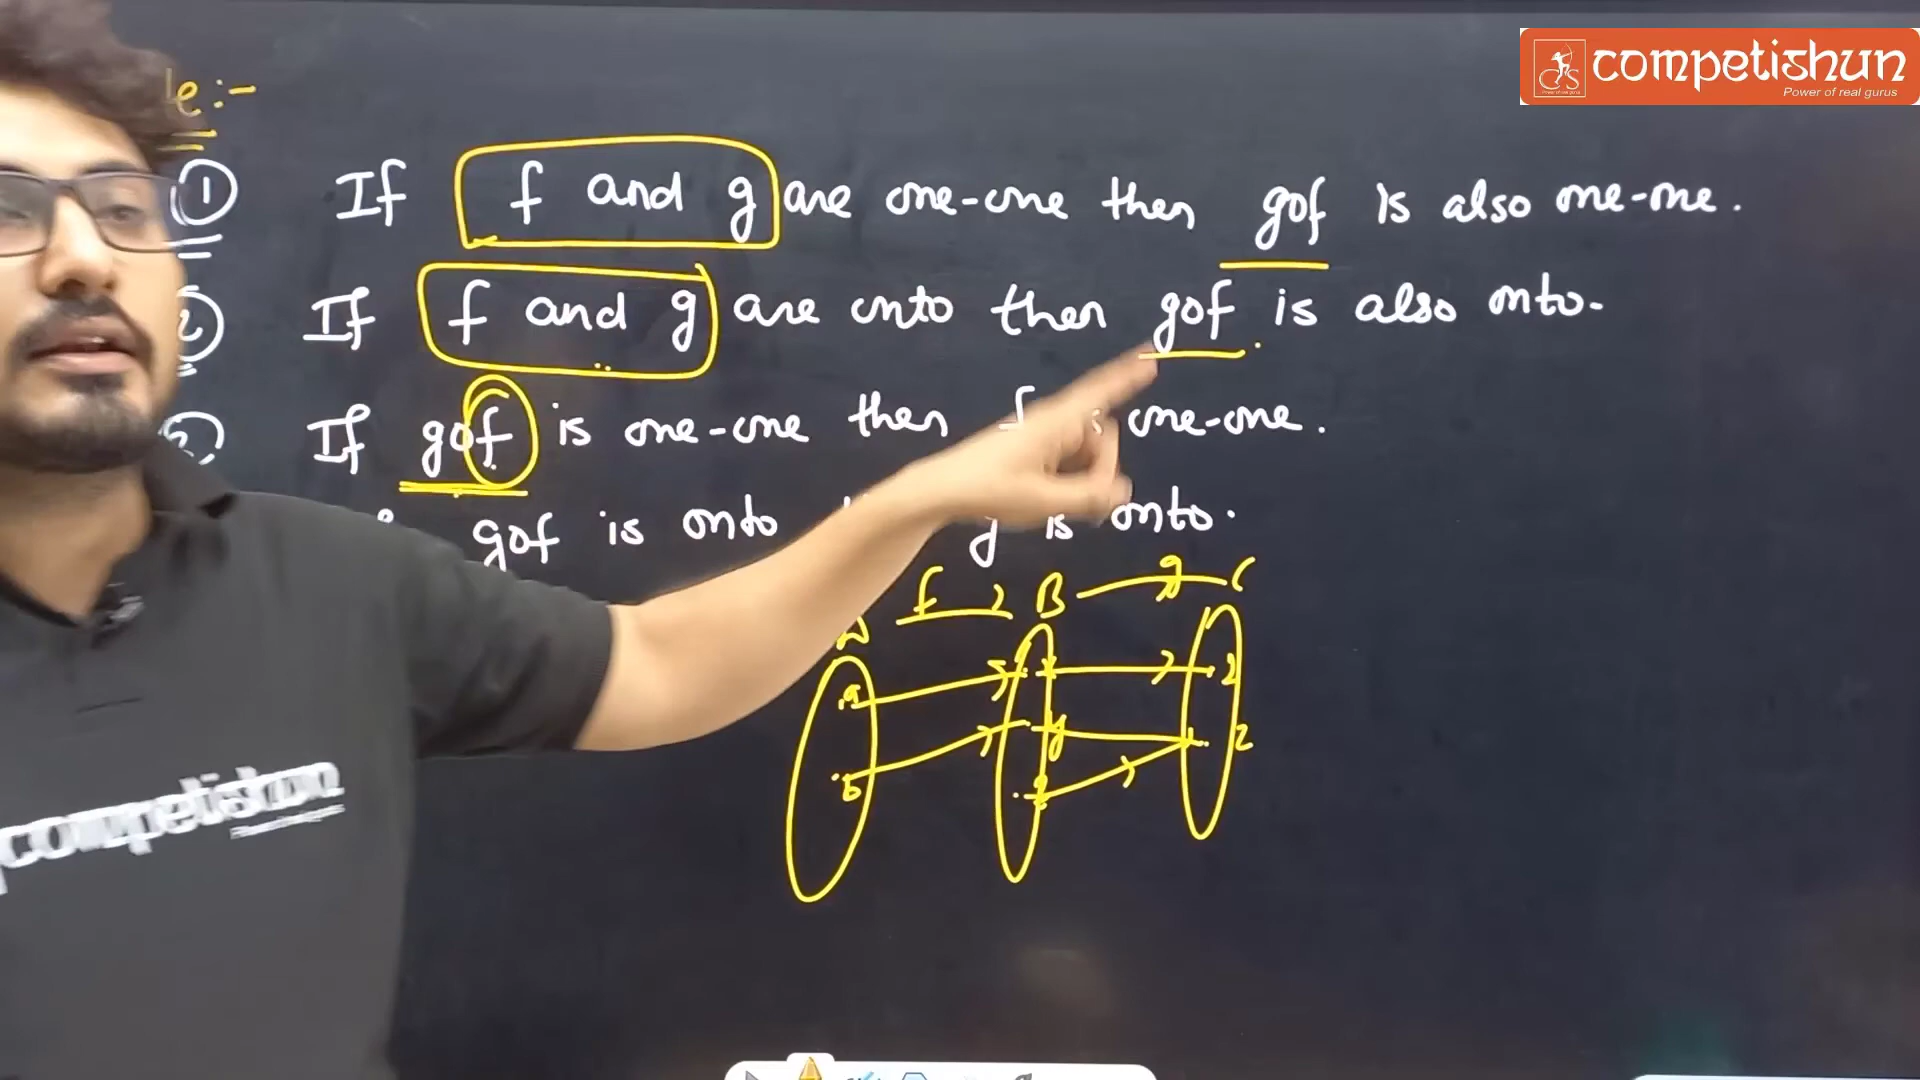 competishun
Power of real gurus
le:-
① If f and g are one-one then gof is also one-one.
If f and g are onto then gof is also onto.
If gof is one-one then f is one-one.
gof is onto g is onto.
f B g C
a
b y
2
competishun